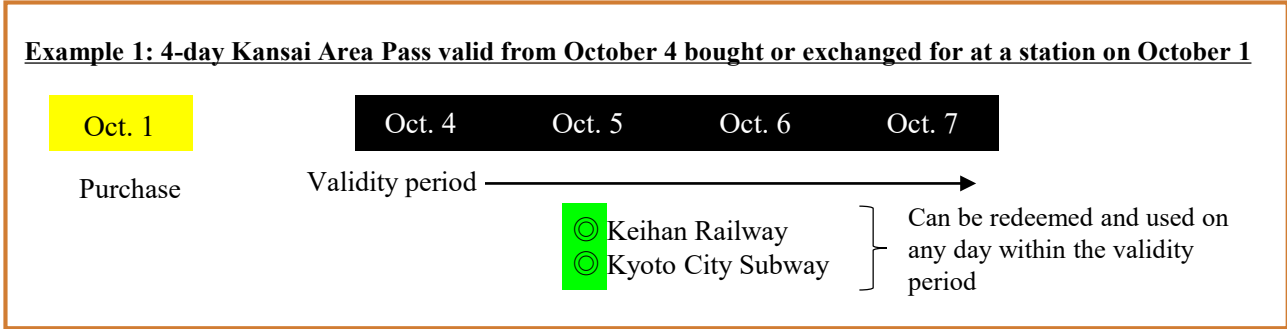 Example 1: 4-day Kansai Area Pass valid from October 4 bought or exchanged for at a station on October 1
Oct. 1 Oct. 4 Oct. 5 Oct. 6 Oct. 7
Purchase Validity period
◎ Keihan Railway
◎ Kyoto City Subway
Can be redeemed and used on
any day within the validity
period